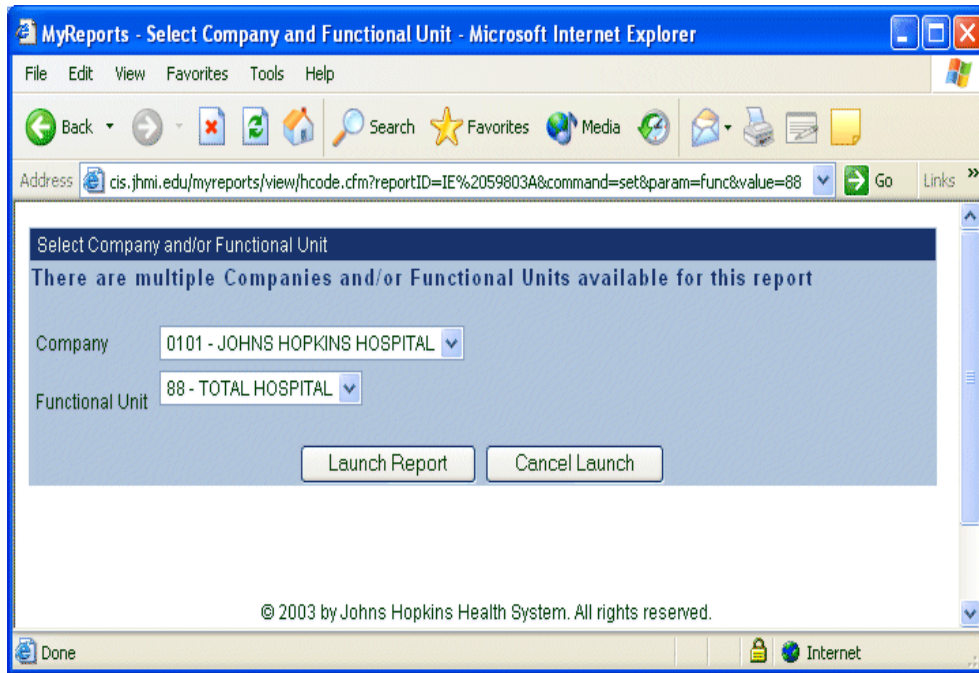 MyReports - Select Company and Functional Unit - Microsoft Internet Explorer
File Edit View Favorites Tools Help
Back Search Favorites Media
Address cis.jhmi.edu/myreports/view/hcode.cfm?reportID=IE%2059803A&command=set&param=func&value=88 Go Links »
Select Company and/or Functional Unit
There are multiple Companies and/or Functional Units available for this report
Company 0101 - JOHNS HOPKINS HOSPITAL
Functional Unit 88 - TOTAL HOSPITAL
Launch Report Cancel Launch
© 2003 by Johns Hopkins Health System. All rights reserved.
Done Internet